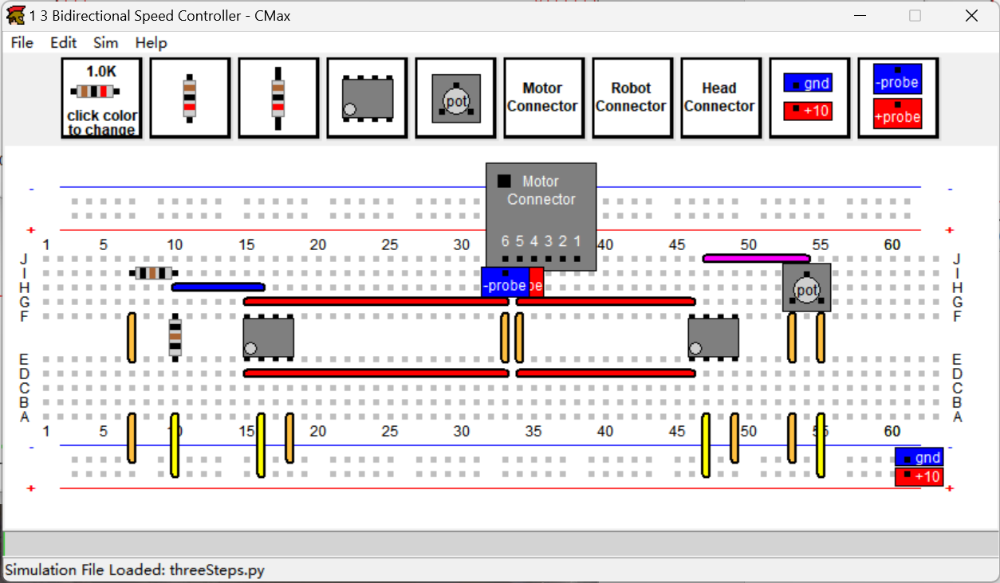 1 3 Bidirectional Speed Controller - CMax
File Edit Sim Help
1.0K
click color
to change
pot
Motor
Connector
Robot
Connector
Head
Connector
gnd
+10
-probe
+probe
Motor
Connector
6 5 4 3 2 1
- -
+ +
1 5 10 15 20 25 30 40 45 50 55 60
J J
I I
H H
G G
F F
-probe be
pot
E E
D D
C C
B B
A A
1 5 10 15 20 25 30 35 40 45 50 55 60
- -
gnd
+10
+ +
Simulation File Loaded: threeSteps.py